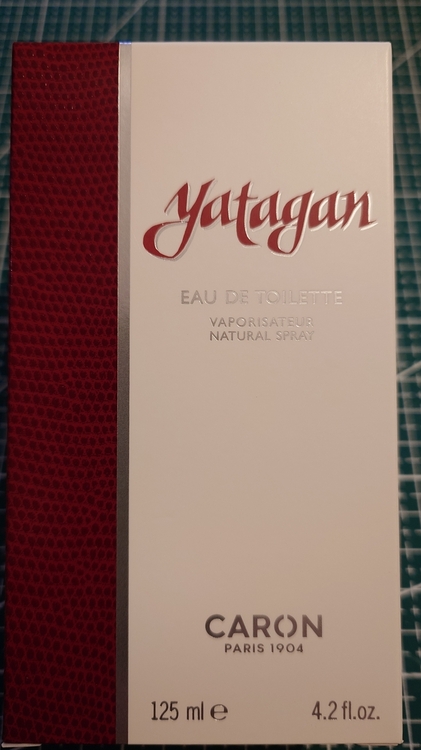 Yatagan
EAU DE TOILETTE
VAPORISATEUR
NATURAL SPRAY
CARON
PARIS 1904
125 ml ℮ 4.2 fl.oz.